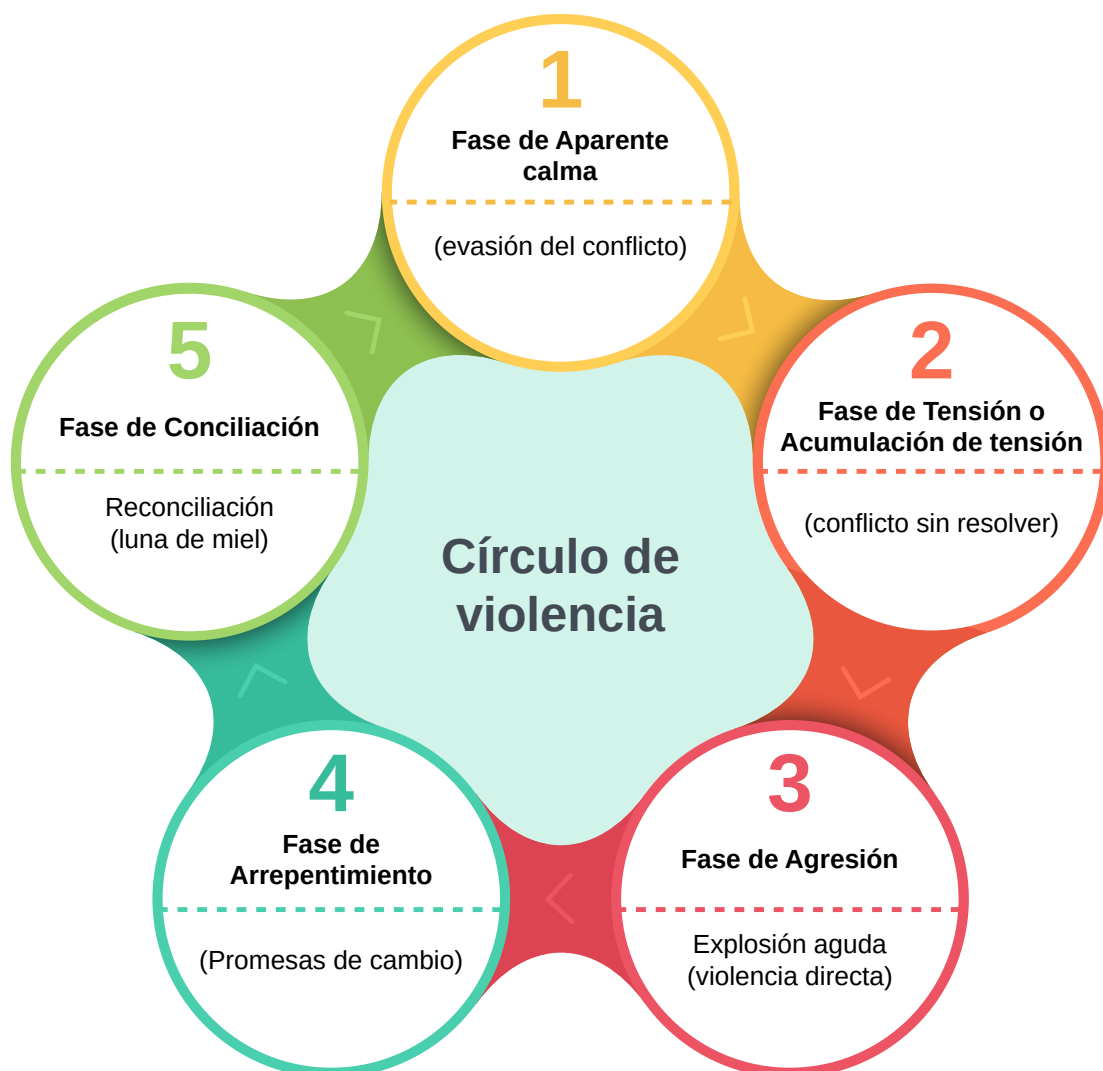 1
Fase de Aparente
calma
(evasión del conflicto)
2
Fase de Tensión o
Acumulación de tensión
(conflicto sin resolver)
3
Fase de Agresión
Explosión aguda
(violencia directa)
4
Fase de
Arrepentimiento
(Promesas de cambio)
5
Fase de Conciliación
Reconciliación
(luna de miel)
Círculo de
violencia